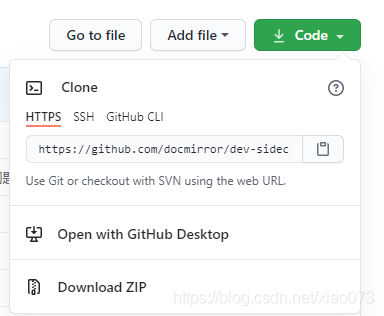 Go to file
Add file
Code
Clone
HTTPS
SSH
GitHub CLI
https://github.com/docmirror/dev-sidec
Use Git or checkout with SVN using the web URL.
Open with GitHub Desktop
Download ZIP
https://blog.csdn.net/xiao073